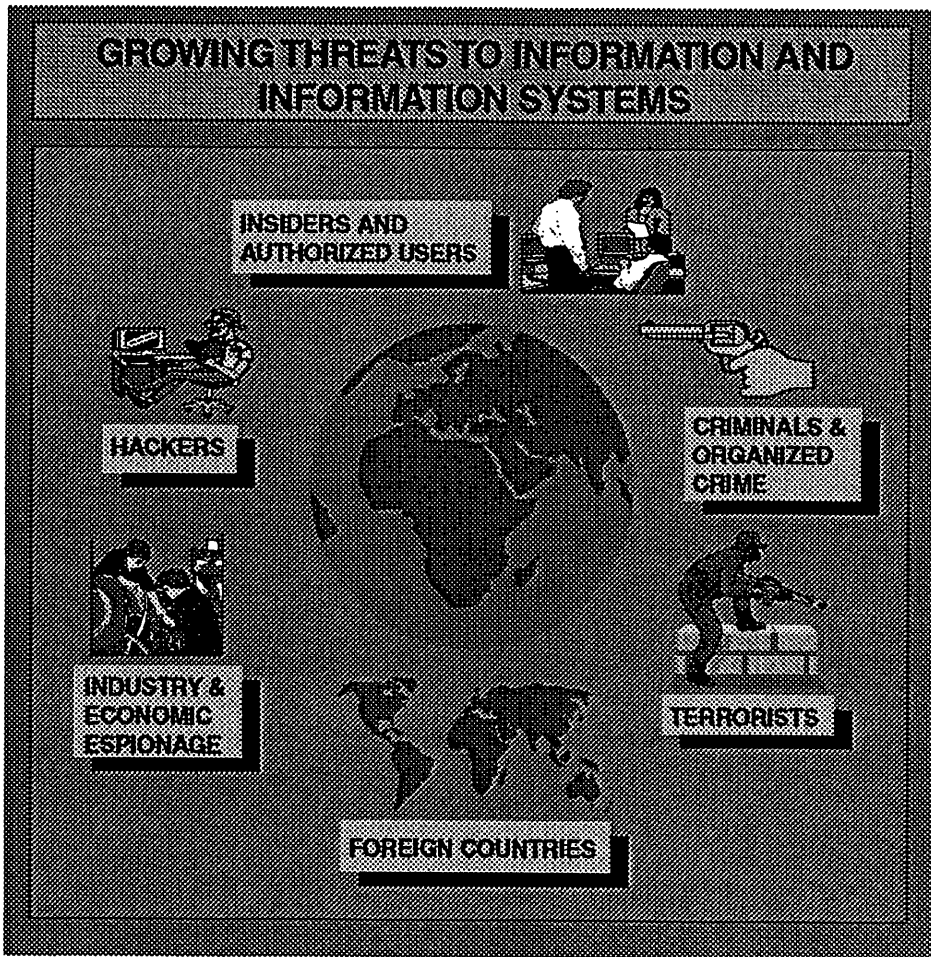 GROWING THREATS TO INFORMATION AND
INFORMATION SYSTEMS
INSIDERS AND
AUTHORIZED USERS
HACKERS
CRIMINALS &
ORGANIZED
CRIME
INDUSTRY &
ECONOMIC
ESPIONAGE
TERRORISTS
FOREIGN COUNTRIES